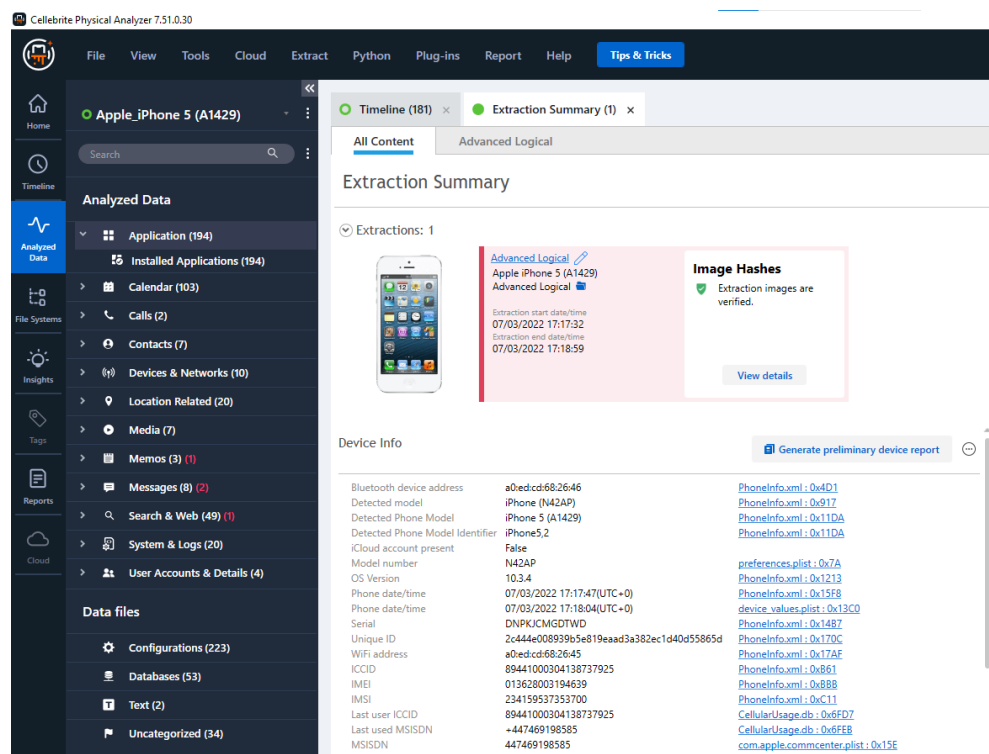 Cellebrite Physical Analyzer 7.51.0.30
File View Tools Cloud Extract Python Plug-ins Report Help Tips & Tricks
Home
Timeline
Analyzed Data
File Systems
Insights
Tags
Reports
Cloud
Apple_iPhone 5 (A1429)
Search
Analyzed Data
Application (194)
Installed Applications (194)
Calendar (103)
Calls (2)
Contacts (7)
Devices & Networks (10)
Location Related (20)
Media (7)
Memos (3) (1)
Messages (8) (2)
Search & Web (49) (1)
System & Logs (20)
User Accounts & Details (4)
Data files
Configurations (223)
Databases (53)
Text (2)
Uncategorized (34)
Timeline (181) × Extraction Summary (1) ×
All Content Advanced Logical
Extraction Summary
Extractions: 1
Advanced Logical
Apple iPhone 5 (A1429)
Advanced Logical
Extraction start date/time
07/03/2022 17:17:32
Extraction end date/time
07/03/2022 17:18:59
Image Hashes
Extraction images are
verified.
View details
Device Info
Generate preliminary device report
Bluetooth device address a0:ed:cd:68:26:46 PhoneInfo.xml : 0x4D1
Detected model iPhone (N42AP) PhoneInfo.xml : 0x917
Detected Phone Model iPhone 5 (A1429) PhoneInfo.xml : 0x11DA
Detected Phone Model Identifier iPhone5,2 PhoneInfo.xml : 0x11DA
iCloud account present False
Model number N42AP preferences.plist : 0x7A
OS Version 10.3.4 PhoneInfo.xml : 0x1213
Phone date/time 07/03/2022 17:17:47(UTC+0) PhoneInfo.xml : 0x15F8
Phone date/time 07/03/2022 17:18:04(UTC+0) device_values.plist : 0x13C0
Serial DNPKJCMGDTWD PhoneInfo.xml : 0x14B7
Unique ID 2c444e008939b5e819eaad3a382ec1d40d55865d PhoneInfo.xml : 0x170C
WiFi address a0:ed:cd:68:26:45 PhoneInfo.xml : 0x17AF
ICCID 89441000304138737925 PhoneInfo.xml : 0xB61
IMEI 013628003194639 PhoneInfo.xml : 0xBBB
IMSI 234159537353700 PhoneInfo.xml : 0xC11
Last user ICCID 89441000304138737925 CellularUsage.db : 0x6FD7
Last used MSISDN +447469198585 CellularUsage.db : 0x6FEB
MSISDN 447469198585 com.apple.commcenter.plist : 0x15E